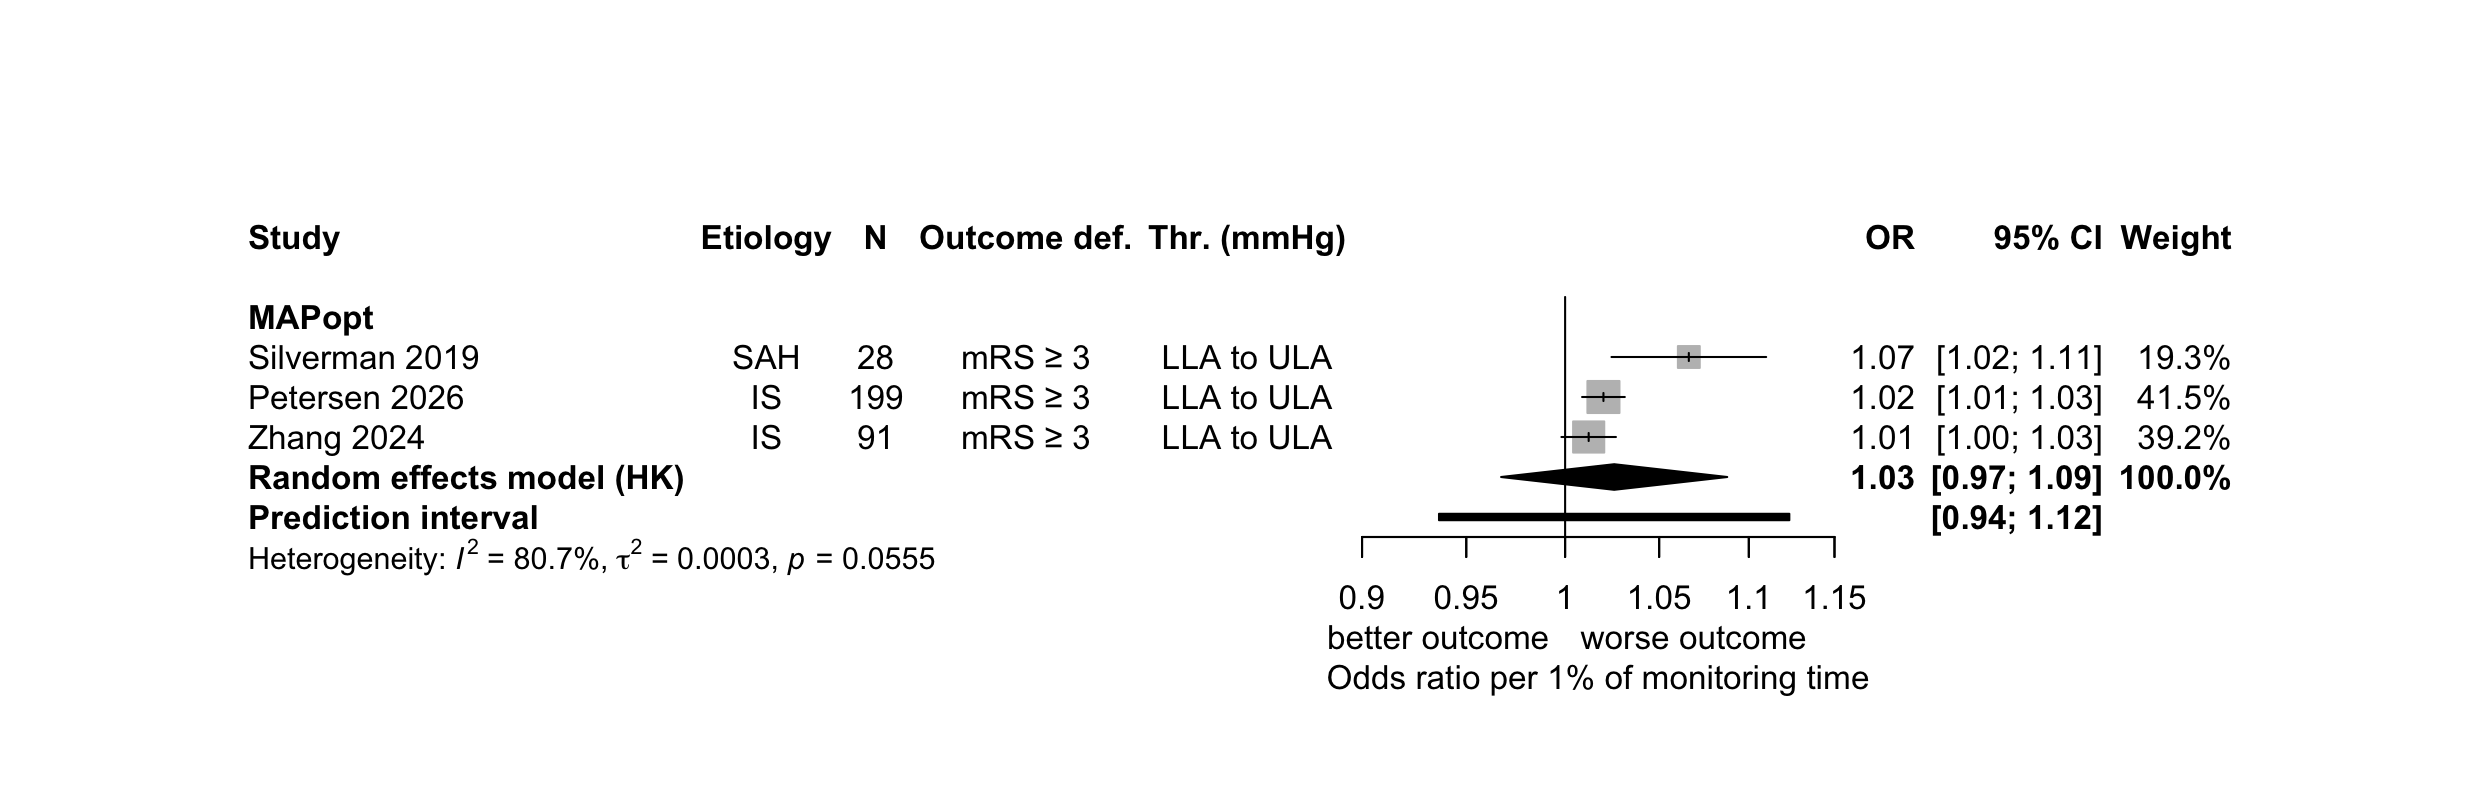 Study Etiology N Outcome def. Thr. (mmHg) OR 95% CI Weight
MAPopt
Silverman 2019 SAH 28 mRS ≥ 3 LLA to ULA 1.07 [1.02; 1.11] 19.3%
Petersen 2026 IS 199 mRS ≥ 3 LLA to ULA 1.02 [1.01; 1.03] 41.5%
Zhang 2024 IS 91 mRS ≥ 3 LLA to ULA 1.01 [1.00; 1.03] 39.2%
Random effects model (HK) 1.03 [0.97; 1.09] 100.0%
Prediction interval [0.94; 1.12]
Heterogeneity: I² = 80.7%, τ² = 0.0003, p = 0.0555
0.9 0.95 1 1.05 1.1 1.15
better outcome worse outcome
Odds ratio per 1% of monitoring time